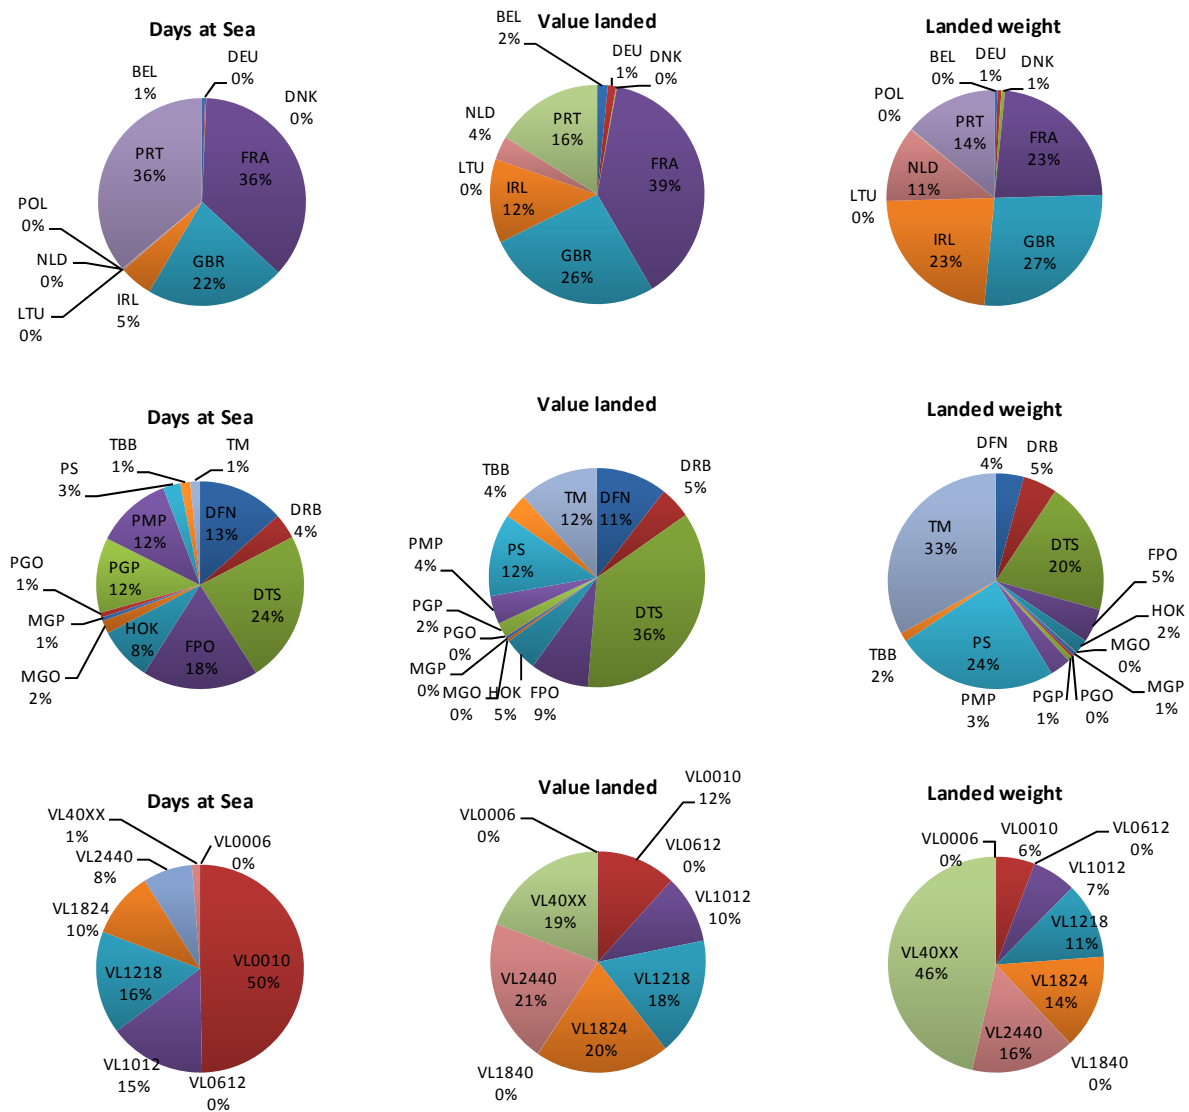 Days at Sea
BEL
1%
DEU
0%
DNK
0%
FRA
36%
GBR
22%
IRL
5%
LTU
0%
NLD
0%
POL
0%
PRT
36%
Value landed
BEL
2%
DEU
1%
DNK
0%
FRA
39%
GBR
26%
IRL
12%
LTU
0%
NLD
4%
PRT
16%
Landed weight
BEL
0%
DEU
1%
DNK
1%
FRA
23%
GBR
27%
IRL
23%
LTU
0%
NLD
11%
POL
0%
PRT
14%
Days at Sea
DFN
13%
DRB
4%
DTS
24%
FPO
18%
HOK
8%
MGO
2%
MGP
1%
PGO
1%
PGP
12%
PMP
12%
PS
3%
TBB
1%
TM
1%
Value landed
DFN
11%
DRB
5%
DTS
36%
FPO
9%
HOK
5%
MGO
0%
MGP
0%
PGO
0%
PGP
2%
PMP
4%
PS
12%
TBB
4%
TM
12%
Landed weight
DFN
4%
DRB
5%
DTS
20%
FPO
5%
HOK
2%
MGO
0%
MGP
1%
PGO
0%
PGP
1%
PMP
3%
PS
24%
TBB
2%
TM
33%
Days at Sea
VL0006
0%
VL0010
50%
VL0612
0%
VL1012
15%
VL1218
16%
VL1824
10%
VL2440
8%
VL40XX
1%
Value landed
VL0006
0%
VL0010
12%
VL0612
0%
VL1012
10%
VL1218
18%
VL1824
20%
VL1840
0%
VL2440
21%
VL40XX
19%
Landed weight
VL0006
0%
VL0010
6%
VL0612
0%
VL1012
7%
VL1218
11%
VL1824
14%
VL1840
0%
VL2440
16%
VL40XX
46%